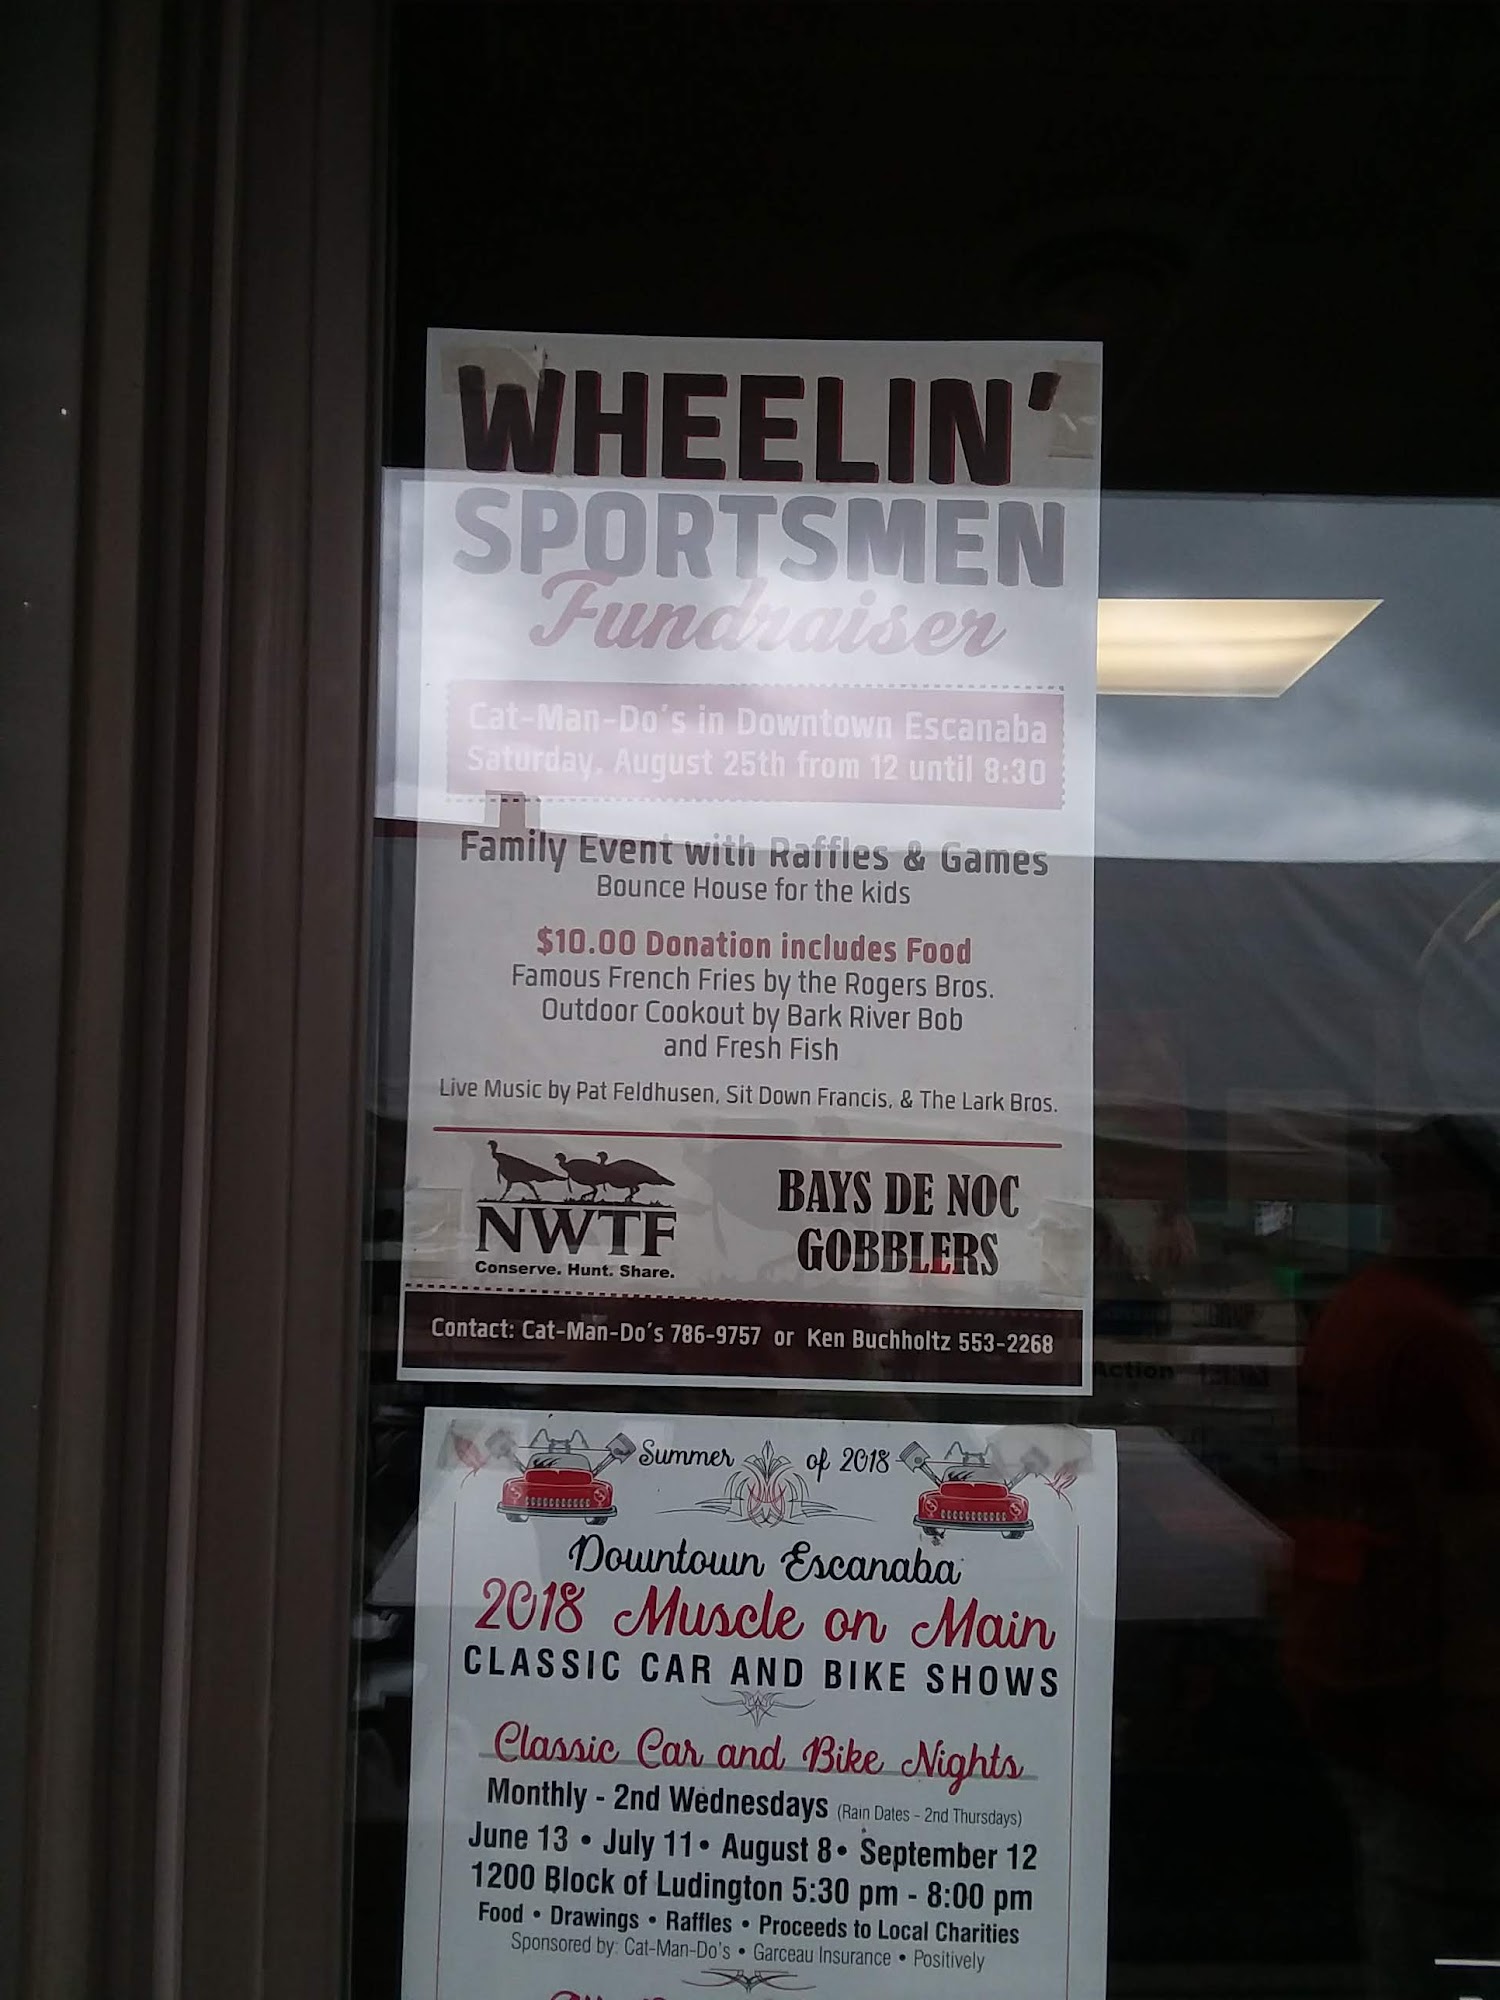 WHEELIN'
SPORTSMEN
Fundraiser
Cat-Man-Do's in Downtown Escanaba
Saturday, August 25th from 12 until 8:30
Family Event with Raffles & Games
Bounce House for the kids
$10.00 Donation includes Food
Famous French Fries by the Rogers Bros.
Outdoor Cookout by Bark River Bob
and Fresh Fish
Live Music by Pat Feldhusen, Sit Down Francis, & The Lark Bros.
NWTF
Conserve. Hunt. Share.
BAYS DE NOC
GOBBLERS
Contact: Cat-Man-Do's 786-9757 or Ken Buchholtz 553-2268
Action
Summer of 2018
Downtown Escanaba
2018 Muscle on Main
CLASSIC CAR AND BIKE SHOWS
Classic Car and Bike Nights
Monthly - 2nd Wednesdays (Rain Dates - 2nd Thursdays)
June 13 • July 11 • August 8 • September 12
1200 Block of Ludington 5:30 pm - 8:00 pm
Food • Drawings • Raffles • Proceeds to Local Charities
Sponsored by: Cat-Man-Do's • Garceau Insurance • Positively